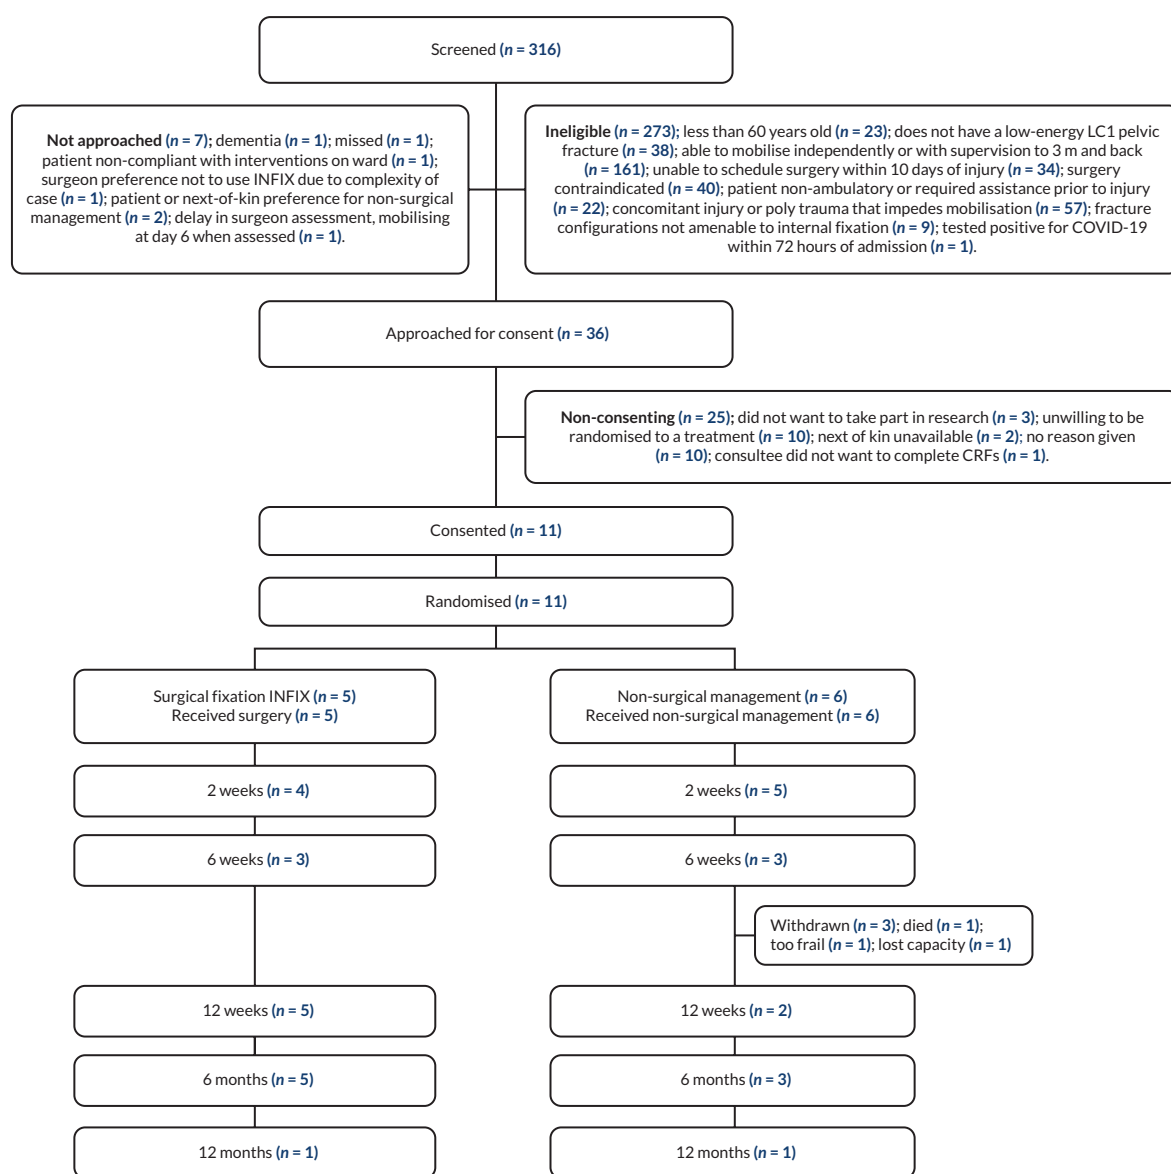 Screened (n = 316)
Not approached (n = 7); dementia (n = 1); missed (n = 1);
patient non-compliant with interventions on ward (n = 1);
surgeon preference not to use INFIX due to complexity of
case (n = 1); patient or next-of-kin preference for non-surgical
management (n = 2); delay in surgeon assessment, mobilising
at day 6 when assessed (n = 1).
Ineligible (n = 273); less than 60 years old (n = 23); does not have a low-energy LC1 pelvic
fracture (n = 38); able to mobilise independently or with supervision to 3 m and back
(n = 161); unable to schedule surgery within 10 days of injury (n = 34); surgery
contraindicated (n = 40); patient non-ambulatory or required assistance prior to injury
(n = 22); concomitant injury or poly trauma that impedes mobilisation (n = 57); fracture
configurations not amenable to internal fixation (n = 9); tested positive for COVID-19
within 72 hours of admission (n = 1).
Approached for consent (n = 36)
Non-consenting (n = 25); did not want to take part in research (n = 3); unwilling to be
randomised to a treatment (n = 10); next of kin unavailable (n = 2); no reason given
(n = 10); consultee did not want to complete CRFs (n = 1).
Consented (n = 11)
Randomised (n = 11)
Surgical fixation INFIX (n = 5)
Received surgery (n = 5)
Non-surgical management (n = 6)
Received non-surgical management (n = 6)
2 weeks (n = 4)
2 weeks (n = 5)
6 weeks (n = 3)
6 weeks (n = 3)
Withdrawn (n = 3); died (n = 1);
too frail (n = 1); lost capacity (n = 1)
12 weeks (n = 5)
12 weeks (n = 2)
6 months (n = 5)
6 months (n = 3)
12 months (n = 1)
12 months (n = 1)